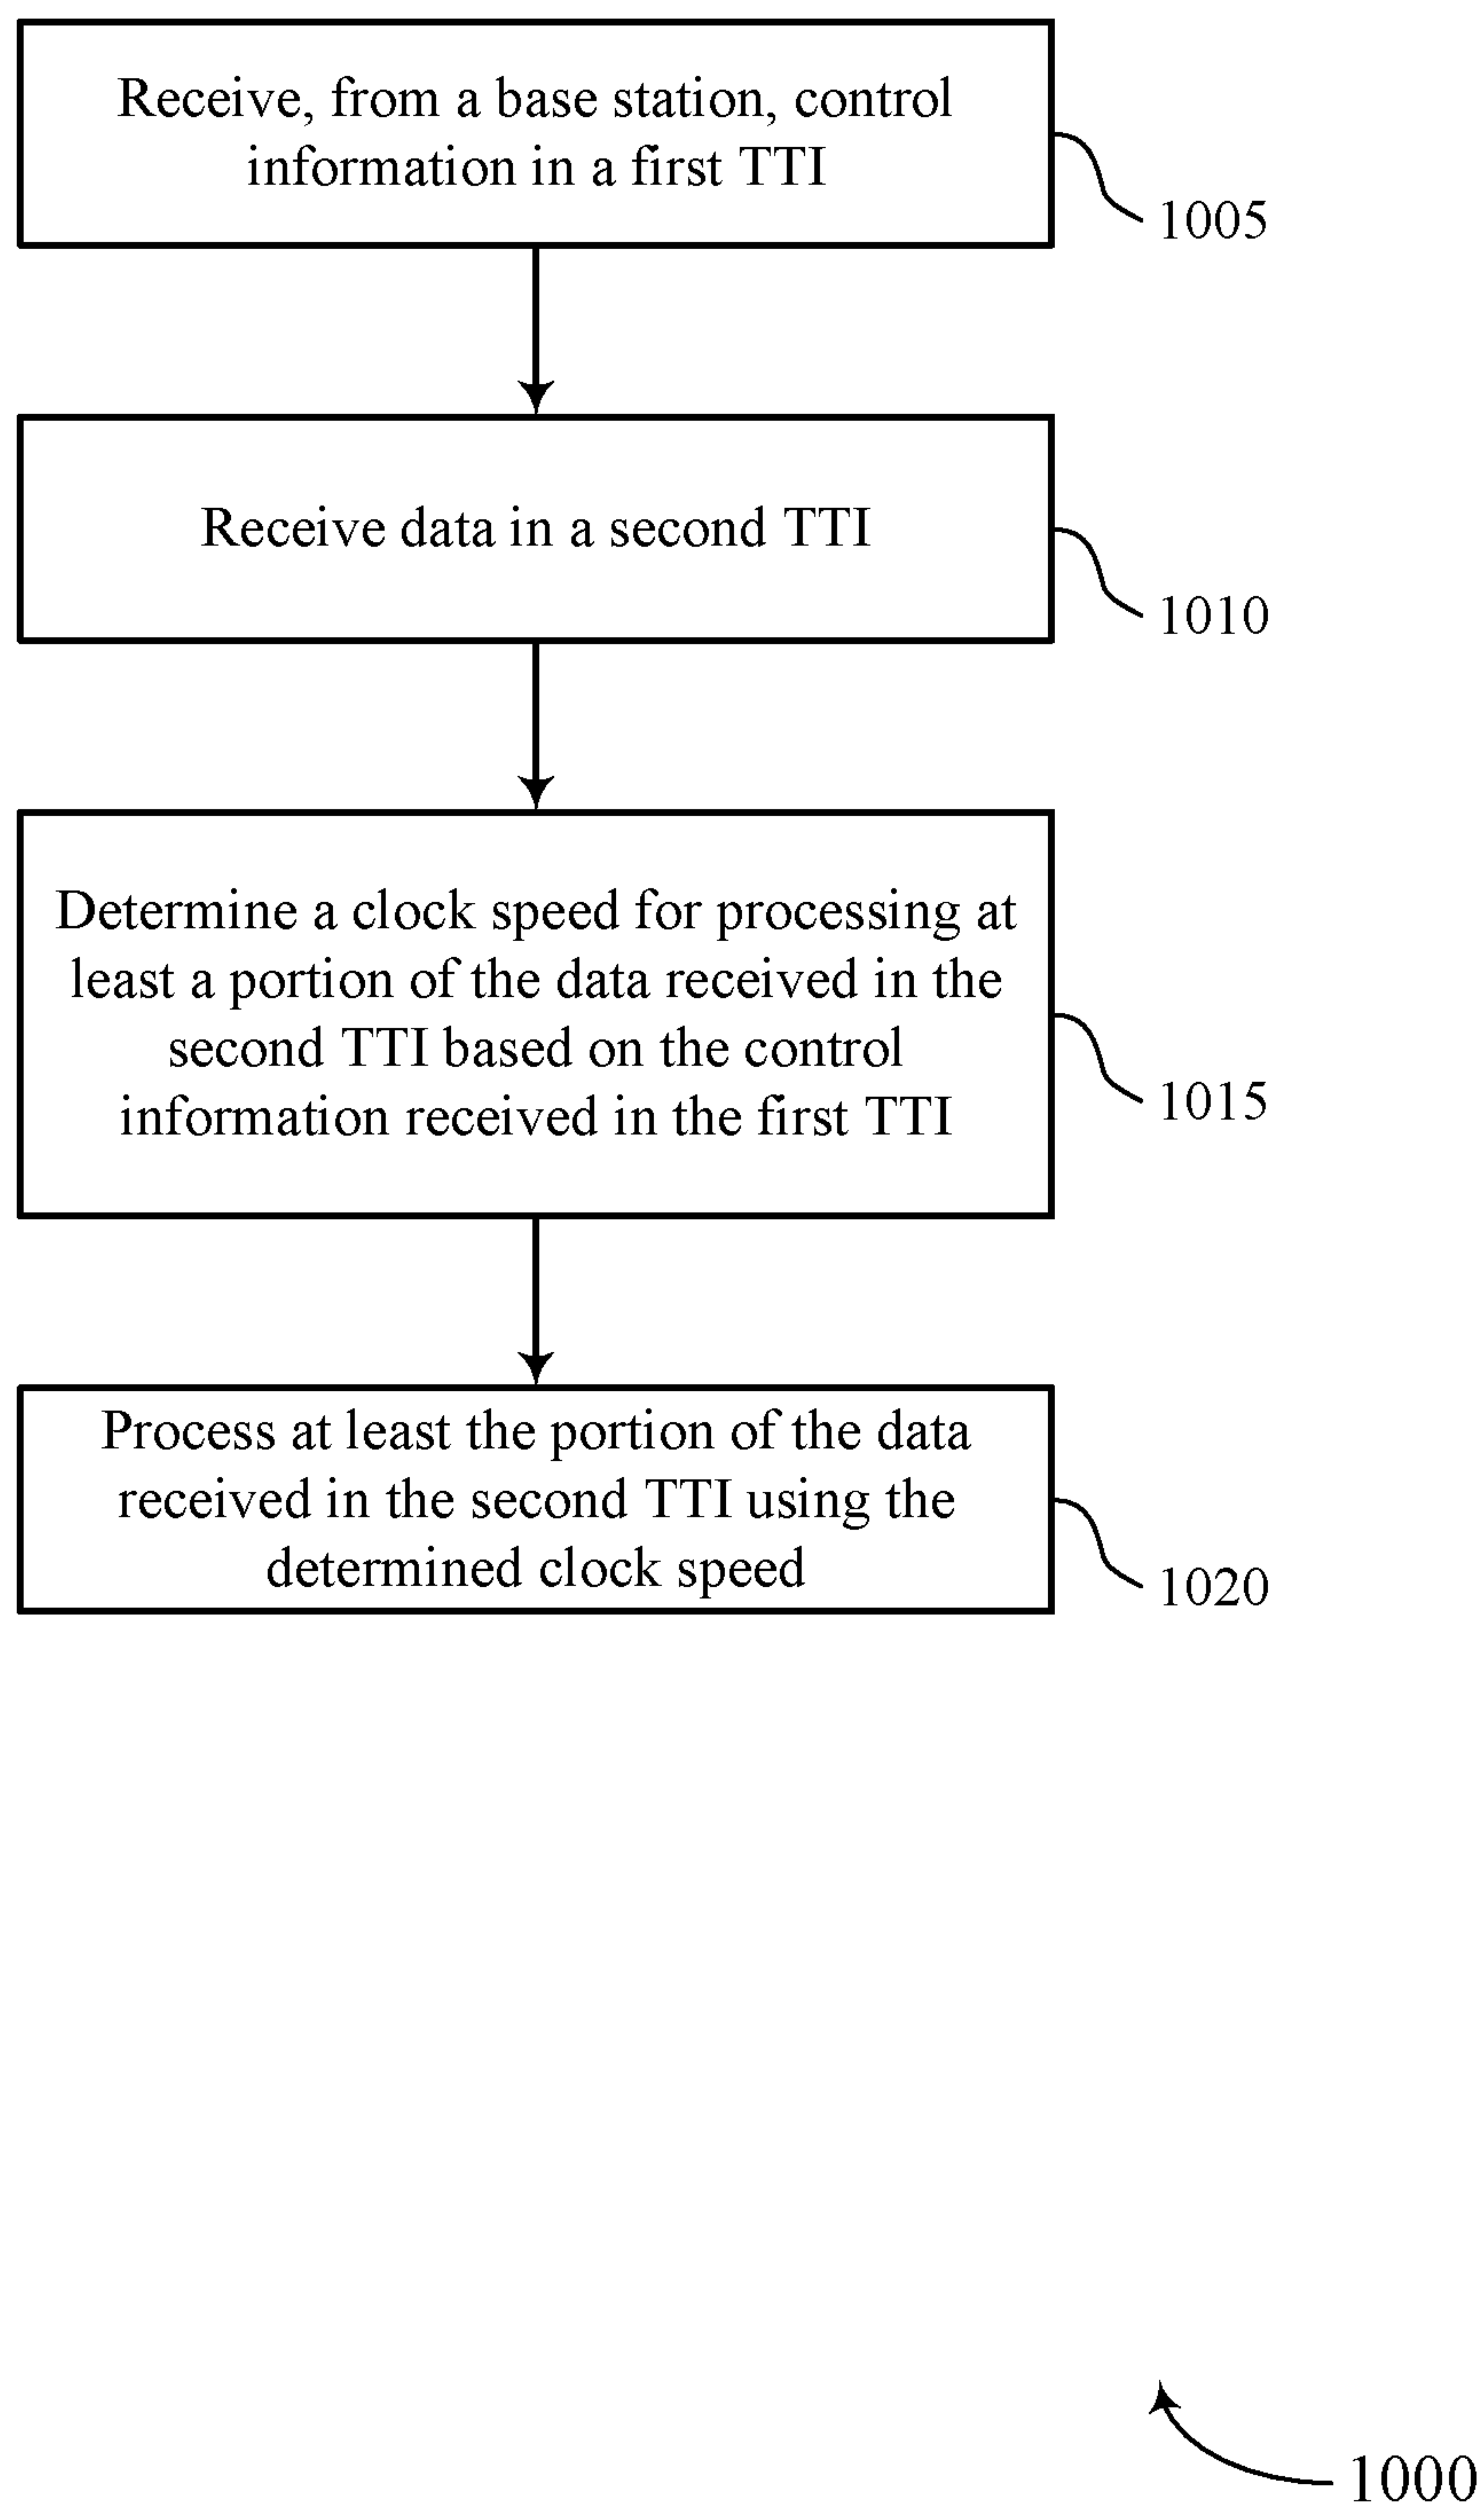 Receive, from a base station, control
information in a first TTI
1005
Receive data in a second TTI
1010
Determine a clock speed for processing at
least a portion of the data received in the
second TTI based on the control
information received in the first TTI
1015
Process at least the portion of the data
received in the second TTI using the
determined clock speed
1020
1000